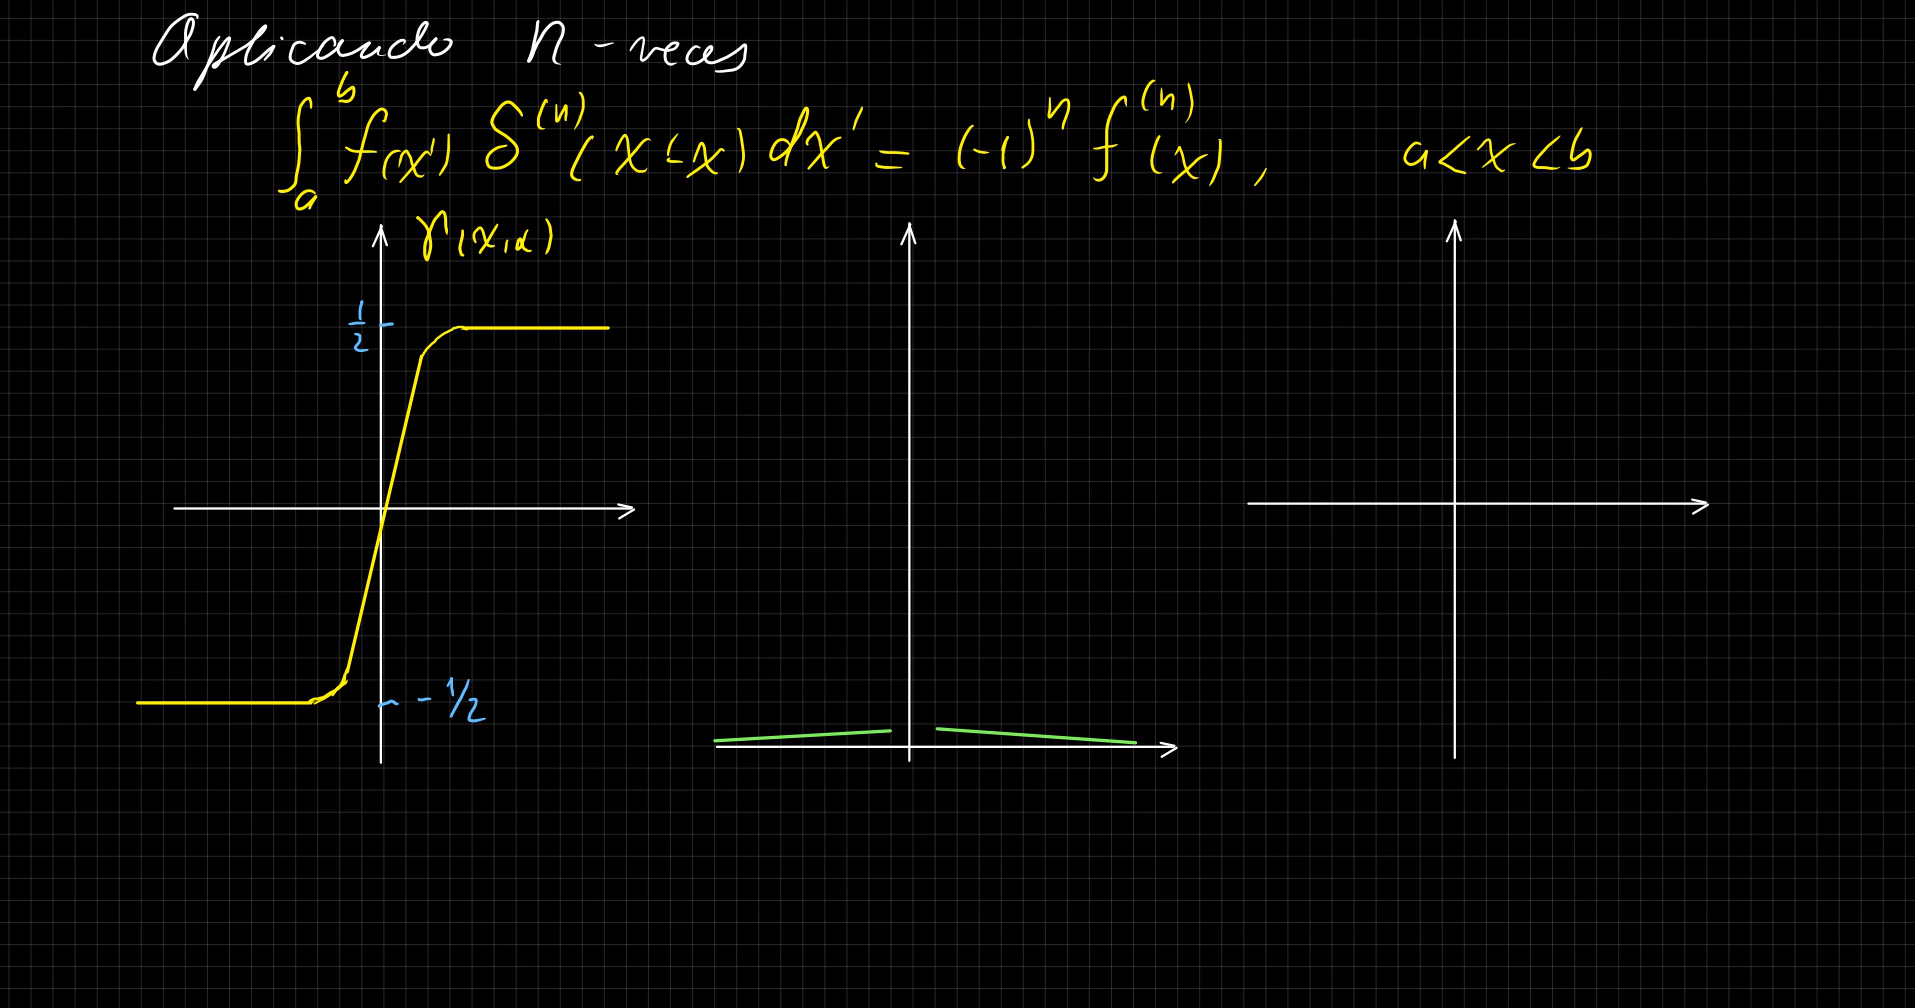 Aplicando n-veces
∫_a^b f(x') δ^(n)(x'-x) dx' = (-1)^n f^(n)(x), a<x<b
γ(x,α)
1/2
- 1/2